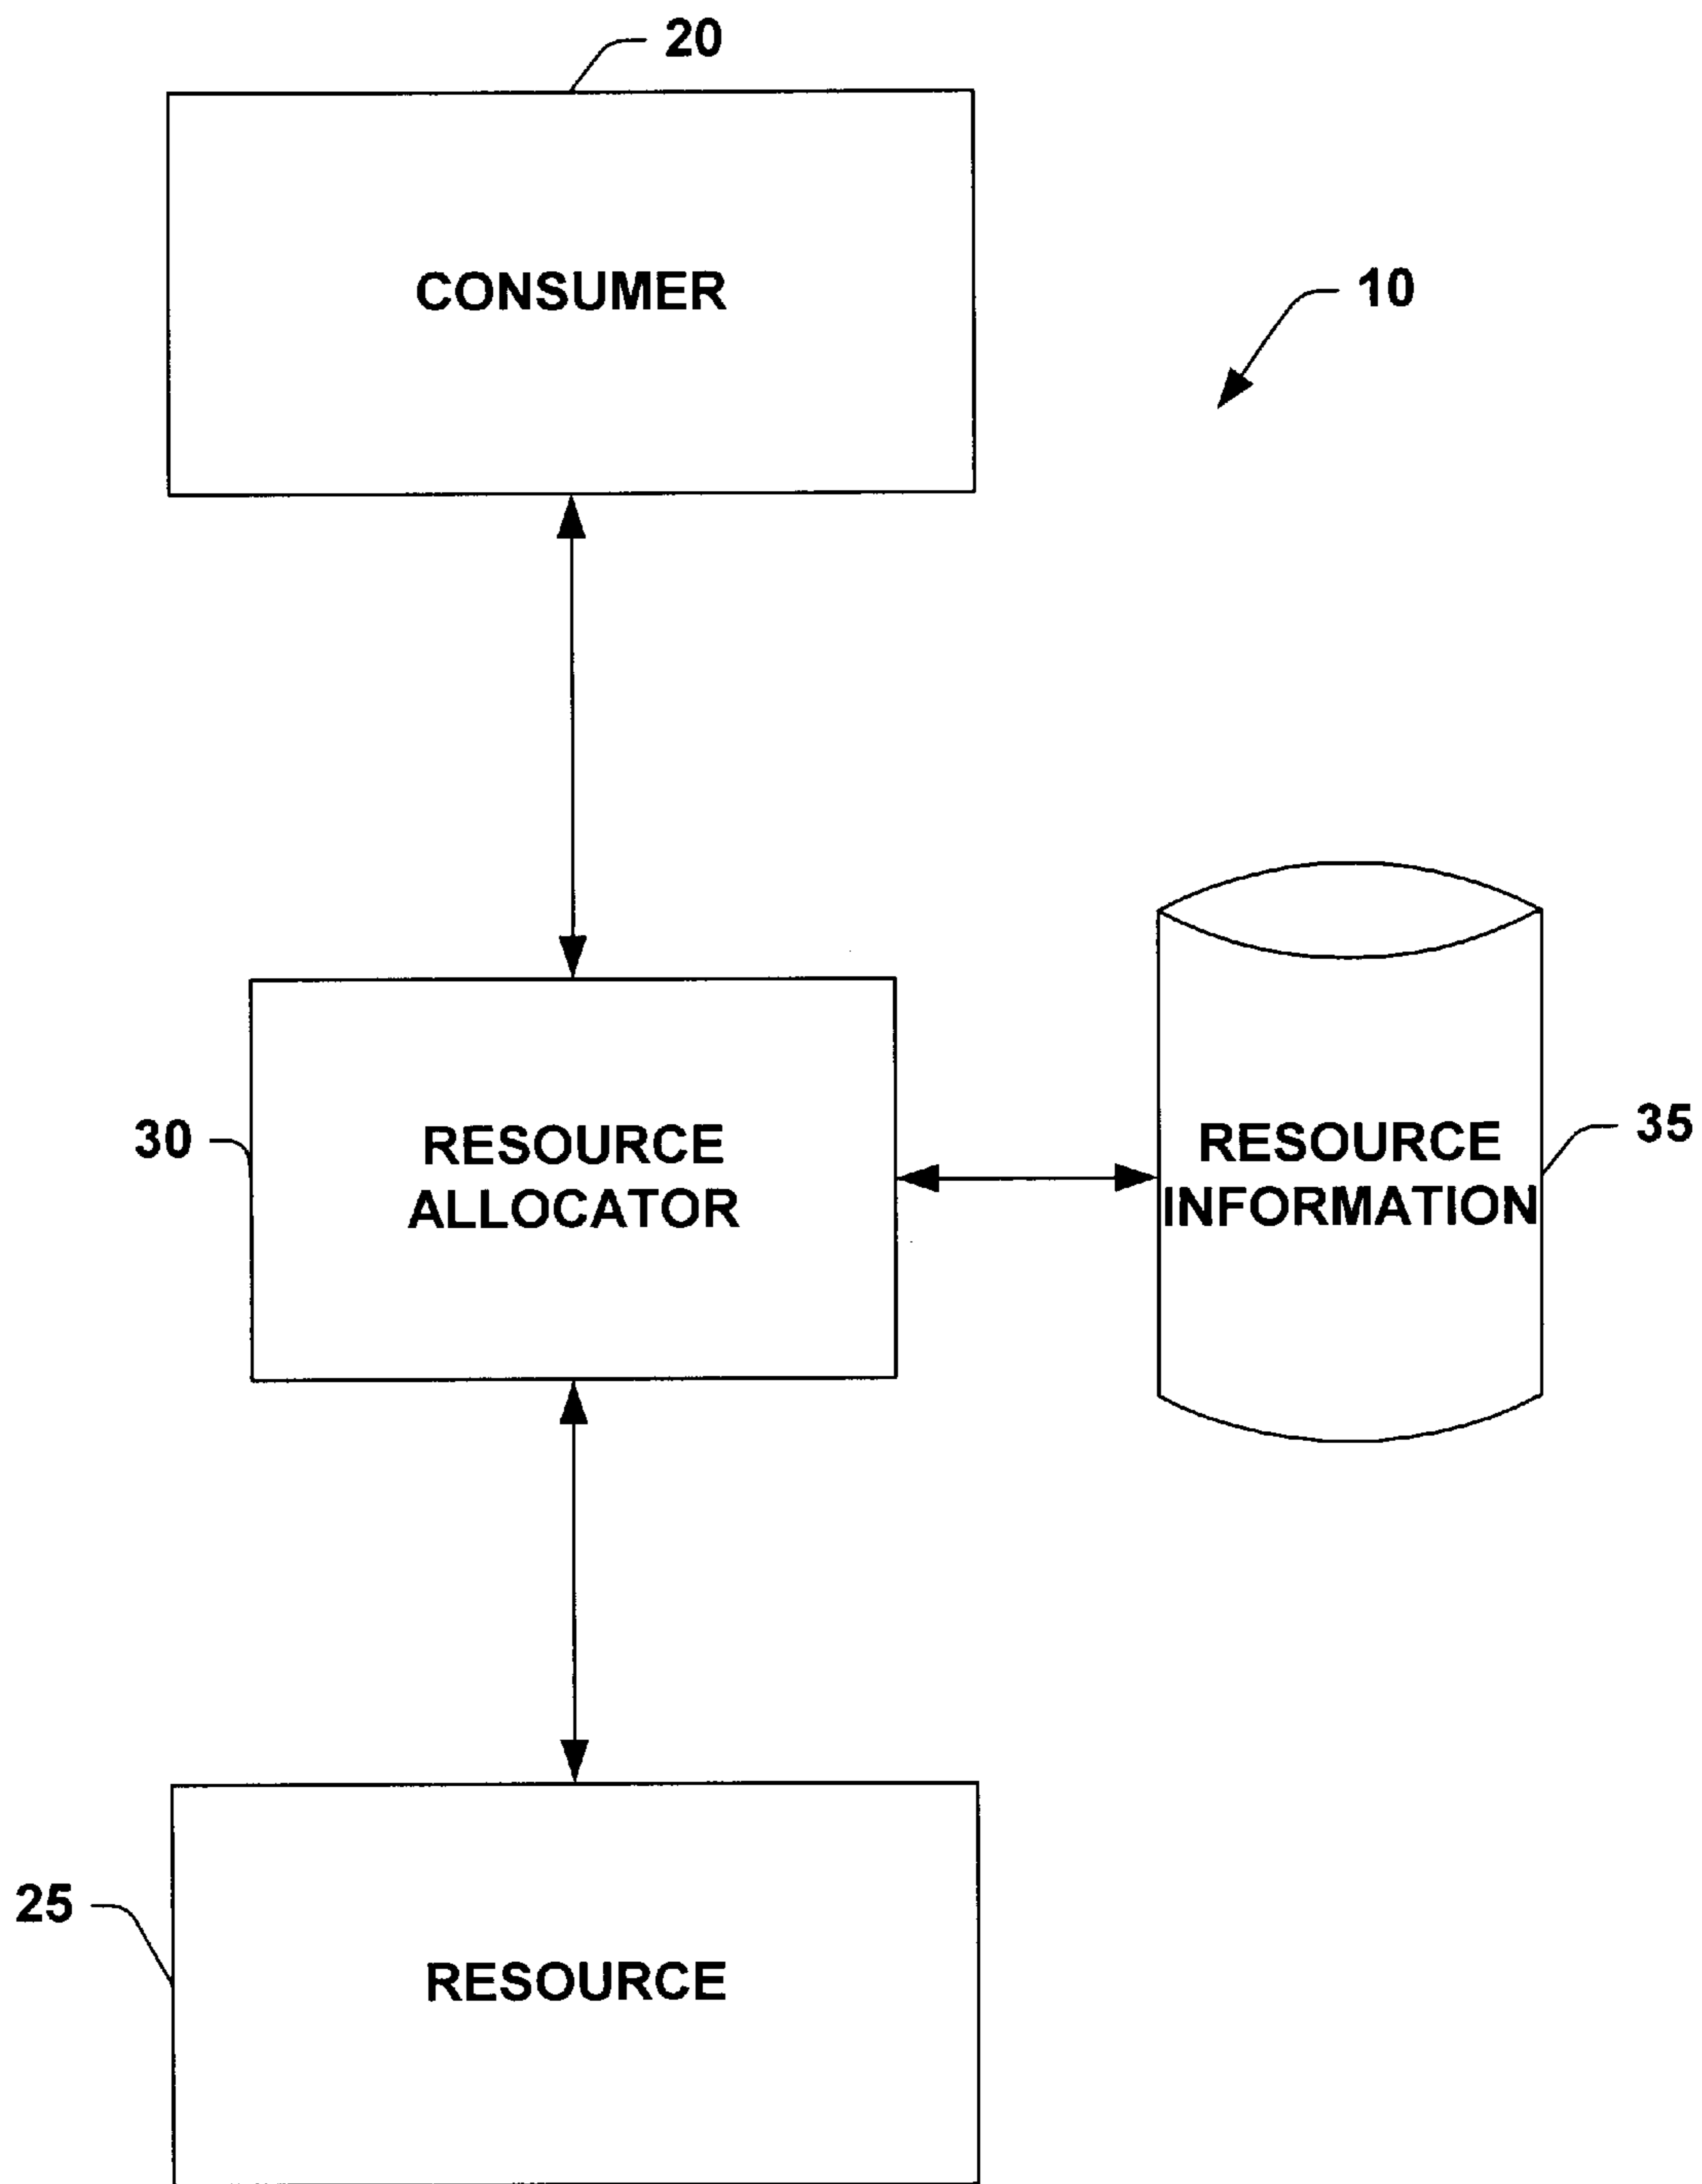 20
CONSUMER
10
30
RESOURCE
ALLOCATOR
RESOURCE
INFORMATION
35
25
RESOURCE